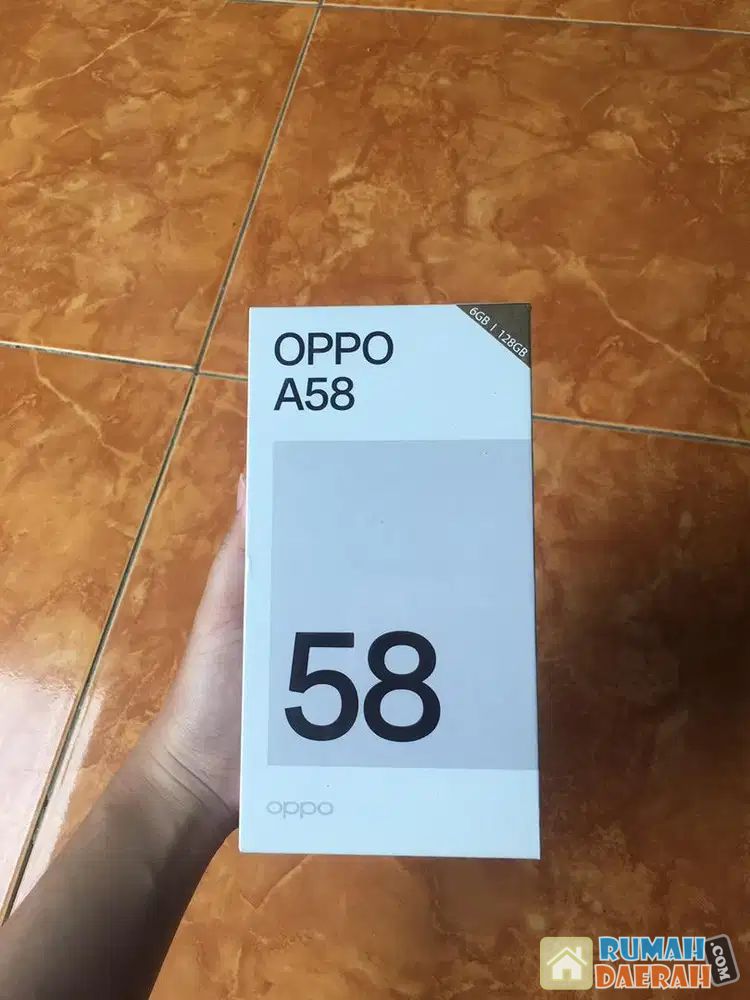 OPPO
A58
6GB | 128GB
58
oppo
RUMAH
DAERAH
.COM